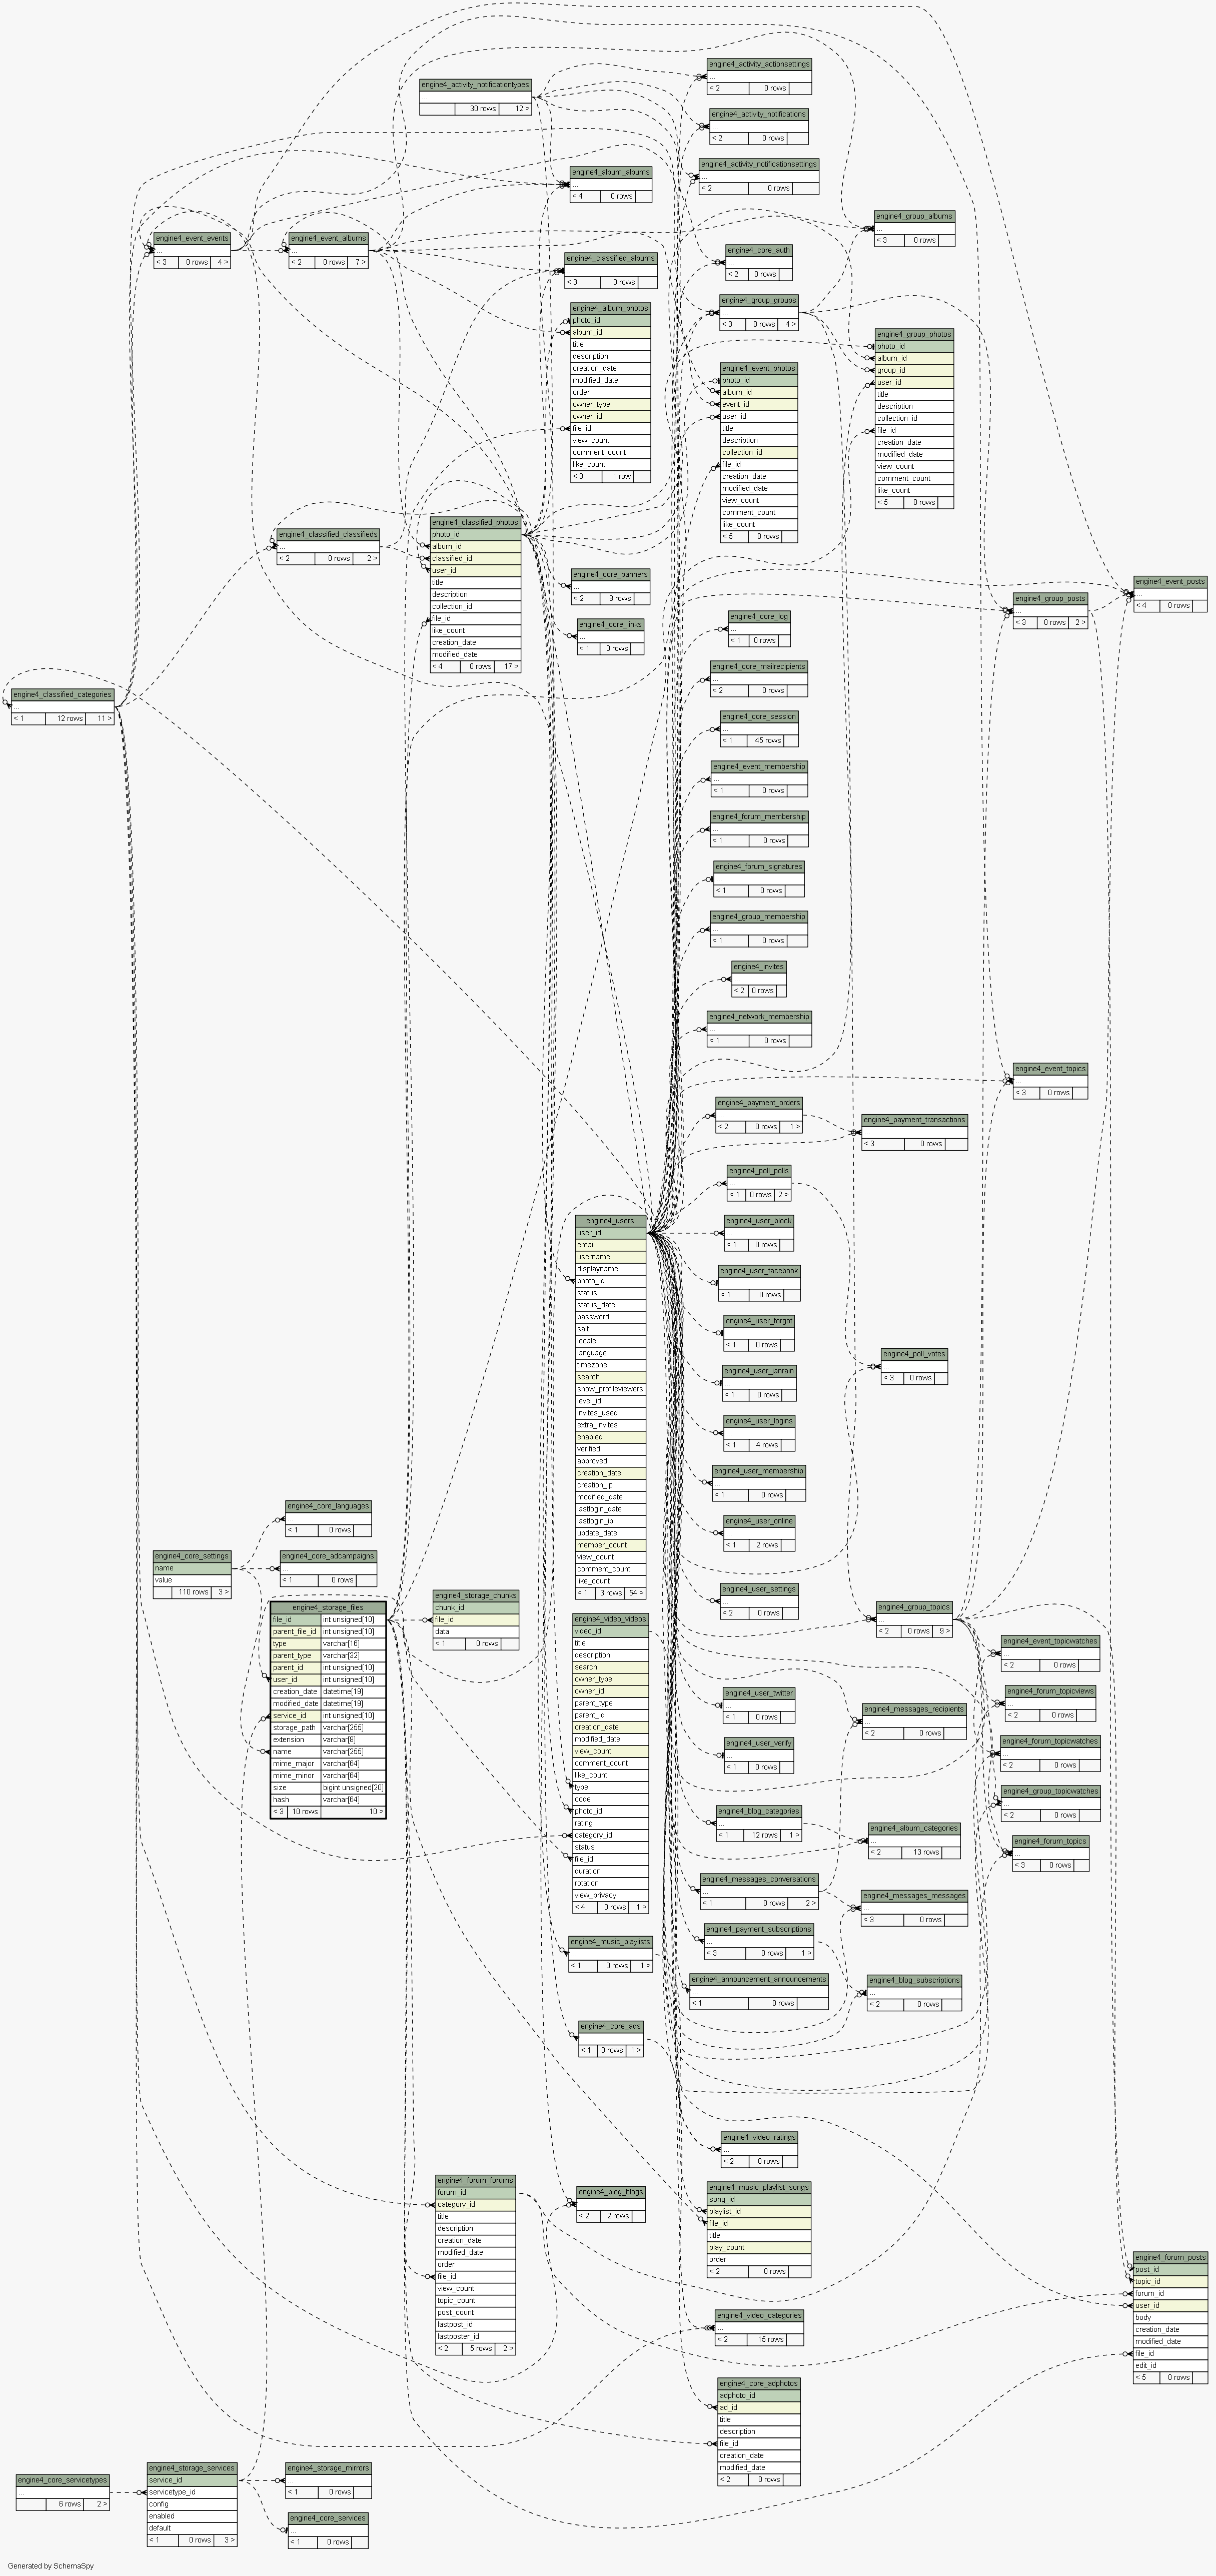 engine4_activity_actionsettings
...
< 2 0 rows
engine4_activity_notificationtypes
...
30 rows 12 >
engine4_activity_notifications
...
< 2 0 rows
engine4_activity_notificationsettings
...
< 2 0 rows
engine4_album_albums
...
< 4 0 rows
engine4_group_albums
...
< 3 0 rows
engine4_event_events
...
< 3 0 rows 4 >
engine4_event_albums
...
< 2 0 rows 7 >
engine4_core_auth
...
< 2 0 rows
engine4_classified_albums
...
< 3 0 rows
engine4_group_groups
...
< 3 0 rows 4 >
engine4_album_photos
photo_id
album_id
title
description
creation_date
modified_date
order
owner_type
owner_id
file_id
view_count
comment_count
like_count
< 3 1 row
engine4_group_photos
photo_id
album_id
group_id
user_id
title
description
collection_id
file_id
creation_date
modified_date
view_count
comment_count
like_count
< 5 0 rows
engine4_event_photos
photo_id
album_id
event_id
user_id
title
description
collection_id
file_id
creation_date
modified_date
view_count
comment_count
like_count
< 5 0 rows
engine4_classified_photos
photo_id
album_id
classified_id
user_id
title
description
collection_id
file_id
like_count
creation_date
modified_date
< 4 0 rows 17 >
engine4_classified_classifieds
...
< 2 0 rows 2 >
engine4_core_banners
...
< 2 8 rows
engine4_event_posts
...
< 4 0 rows
engine4_group_posts
...
< 3 0 rows 2 >
engine4_core_log
...
< 1 0 rows
engine4_core_links
...
< 1 0 rows
engine4_core_mailrecipients
...
< 2 0 rows
engine4_classified_categories
...
< 1 12 rows 11 >
engine4_core_session
...
< 1 45 rows
engine4_event_membership
...
< 1 0 rows
engine4_forum_membership
...
< 1 0 rows
engine4_forum_signatures
...
< 1 0 rows
engine4_group_membership
...
< 1 0 rows
engine4_invites
...
< 2 0 rows
engine4_network_membership
...
< 1 0 rows
engine4_event_topics
...
< 3 0 rows
engine4_payment_orders
...
< 2 0 rows 1 >
engine4_payment_transactions
...
< 3 0 rows
engine4_poll_polls
...
< 1 0 rows 2 >
engine4_users
user_id
email
username
displayname
photo_id
status
status_date
password
salt
locale
language
timezone
search
show_profileviewers
level_id
invites_used
extra_invites
enabled
verified
approved
creation_date
creation_ip
modified_date
lastlogin_date
lastlogin_ip
update_date
member_count
view_count
comment_count
like_count
< 1 3 rows 54 >
engine4_user_block
...
< 1 0 rows
engine4_user_facebook
...
< 1 0 rows
engine4_user_forgot
...
< 1 0 rows
engine4_poll_votes
...
< 3 0 rows
engine4_user_janrain
...
< 1 0 rows
engine4_user_logins
...
< 1 4 rows
engine4_user_membership
...
< 1 0 rows
engine4_user_online
...
< 1 2 rows
engine4_core_languages
...
< 1 0 rows
engine4_core_settings
name
value
110 rows 3 >
engine4_core_adcampaigns
...
< 1 0 rows
engine4_user_settings
...
< 2 0 rows
engine4_storage_chunks
chunk_id
file_id
data
< 1 0 rows
engine4_storage_files
file_id int unsigned[10]
parent_file_id int unsigned[10]
type varchar[16]
parent_type varchar[32]
parent_id int unsigned[10]
user_id int unsigned[10]
creation_date datetime[19]
modified_date datetime[19]
service_id int unsigned[10]
storage_path varchar[255]
extension varchar[8]
name varchar[255]
mime_major varchar[64]
mime_minor varchar[64]
size bigint unsigned[20]
hash varchar[64]
< 3 10 rows 10 >
engine4_group_topics
...
< 2 0 rows 9 >
engine4_video_videos
video_id
title
description
search
owner_type
owner_id
parent_type
parent_id
creation_date
modified_date
view_count
comment_count
like_count
type
code
photo_id
rating
category_id
status
file_id
duration
rotation
view_privacy
< 4 0 rows 1 >
engine4_event_topicwatches
...
< 2 0 rows
engine4_user_twitter
...
< 1 0 rows
engine4_forum_topicviews
...
< 2 0 rows
engine4_messages_recipients
...
< 2 0 rows
engine4_user_verify
...
< 1 0 rows
engine4_forum_topicwatches
...
< 2 0 rows
engine4_group_topicwatches
...
< 2 0 rows
engine4_blog_categories
...
< 1 12 rows 1 >
engine4_album_categories
...
< 2 13 rows
engine4_forum_topics
...
< 3 0 rows
engine4_messages_conversations
...
< 1 0 rows 2 >
engine4_messages_messages
...
< 3 0 rows
engine4_payment_subscriptions
...
< 3 0 rows 1 >
engine4_music_playlists
...
< 1 0 rows 1 >
engine4_announcement_announcements
...
< 1 0 rows
engine4_blog_subscriptions
...
< 2 0 rows
engine4_core_ads
...
< 1 0 rows 1 >
engine4_video_ratings
...
< 2 0 rows
engine4_forum_forums
forum_id
category_id
title
description
creation_date
modified_date
order
file_id
view_count
topic_count
post_count
lastpost_id
lastposter_id
< 2 5 rows 2 >
engine4_blog_blogs
...
< 2 2 rows
engine4_music_playlist_songs
song_id
playlist_id
file_id
title
play_count
order
< 2 0 rows
engine4_forum_posts
post_id
topic_id
forum_id
user_id
body
creation_date
modified_date
file_id
edit_id
< 5 0 rows
engine4_video_categories
...
< 2 15 rows
engine4_core_adphotos
adphoto_id
ad_id
title
description
file_id
creation_date
modified_date
< 2 0 rows
engine4_core_servicetypes
...
6 rows 2 >
engine4_storage_services
service_id
servicetype_id
config
enabled
default
< 1 0 rows 3 >
engine4_storage_mirrors
...
< 1 0 rows
engine4_core_services
...
< 1 0 rows
Generated by SchemaSpy